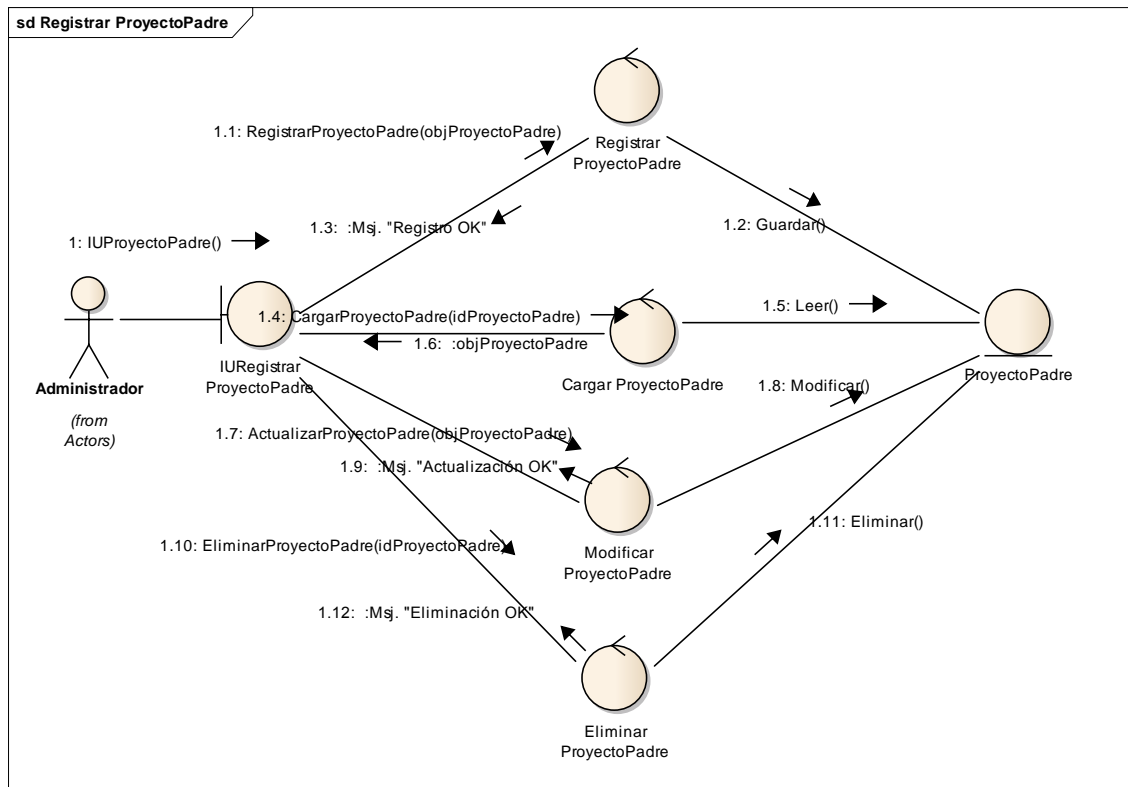 sd Registrar ProyectoPadre
1.1: RegistrarProyectoPadre(objProyectoPadre)
Registrar
ProyectoPadre
1.3:  :Msj. "Registro OK"
1.2: Guardar()
1: IUProyectoPadre()
1.4: CargarProyectoPadre(idProyectoPadre)
1.5: Leer()
1.6:  :objProyectoPadre
IURegistrar
ProyectoPadre
Cargar ProyectoPadre
ProyectoPadre
Administrador
(from
Actors)
1.8: Modificar()
1.7: ActualizarProyectoPadre(objProyectoPadre)
1.9:  :Msj. "Actualización OK"
1.11: Eliminar()
1.10: EliminarProyectoPadre(idProyectoPadre)
Modificar
ProyectoPadre
1.12:  :Msj. "Eliminación OK"
Eliminar
ProyectoPadre